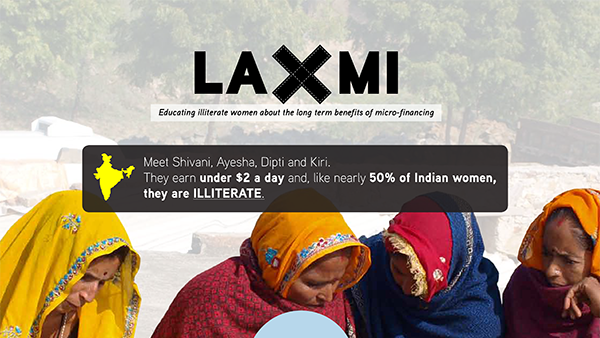 LAXMI
Educating illiterate women about the long term benefits of micro-financing
Meet Shivani, Ayesha, Dipti and Kiri.
They earn under $2 a day and, like nearly 50% of Indian women,
they are ILLITERATE.